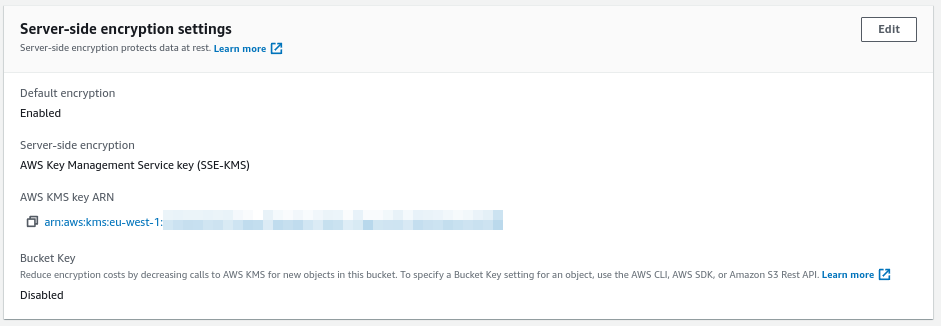 Server-side encryption settings
Edit
Server-side encryption protects data at rest. Learn more
Default encryption
Enabled
Server-side encryption
AWS Key Management Service key (SSE-KMS)
AWS KMS key ARN
arn:aws:kms:eu-west-1:
Bucket Key
Reduce encryption costs by decreasing calls to AWS KMS for new objects in this bucket. To specify a Bucket Key setting for an object, use the AWS CLI, AWS SDK, or Amazon S3 Rest API. Learn more
Disabled